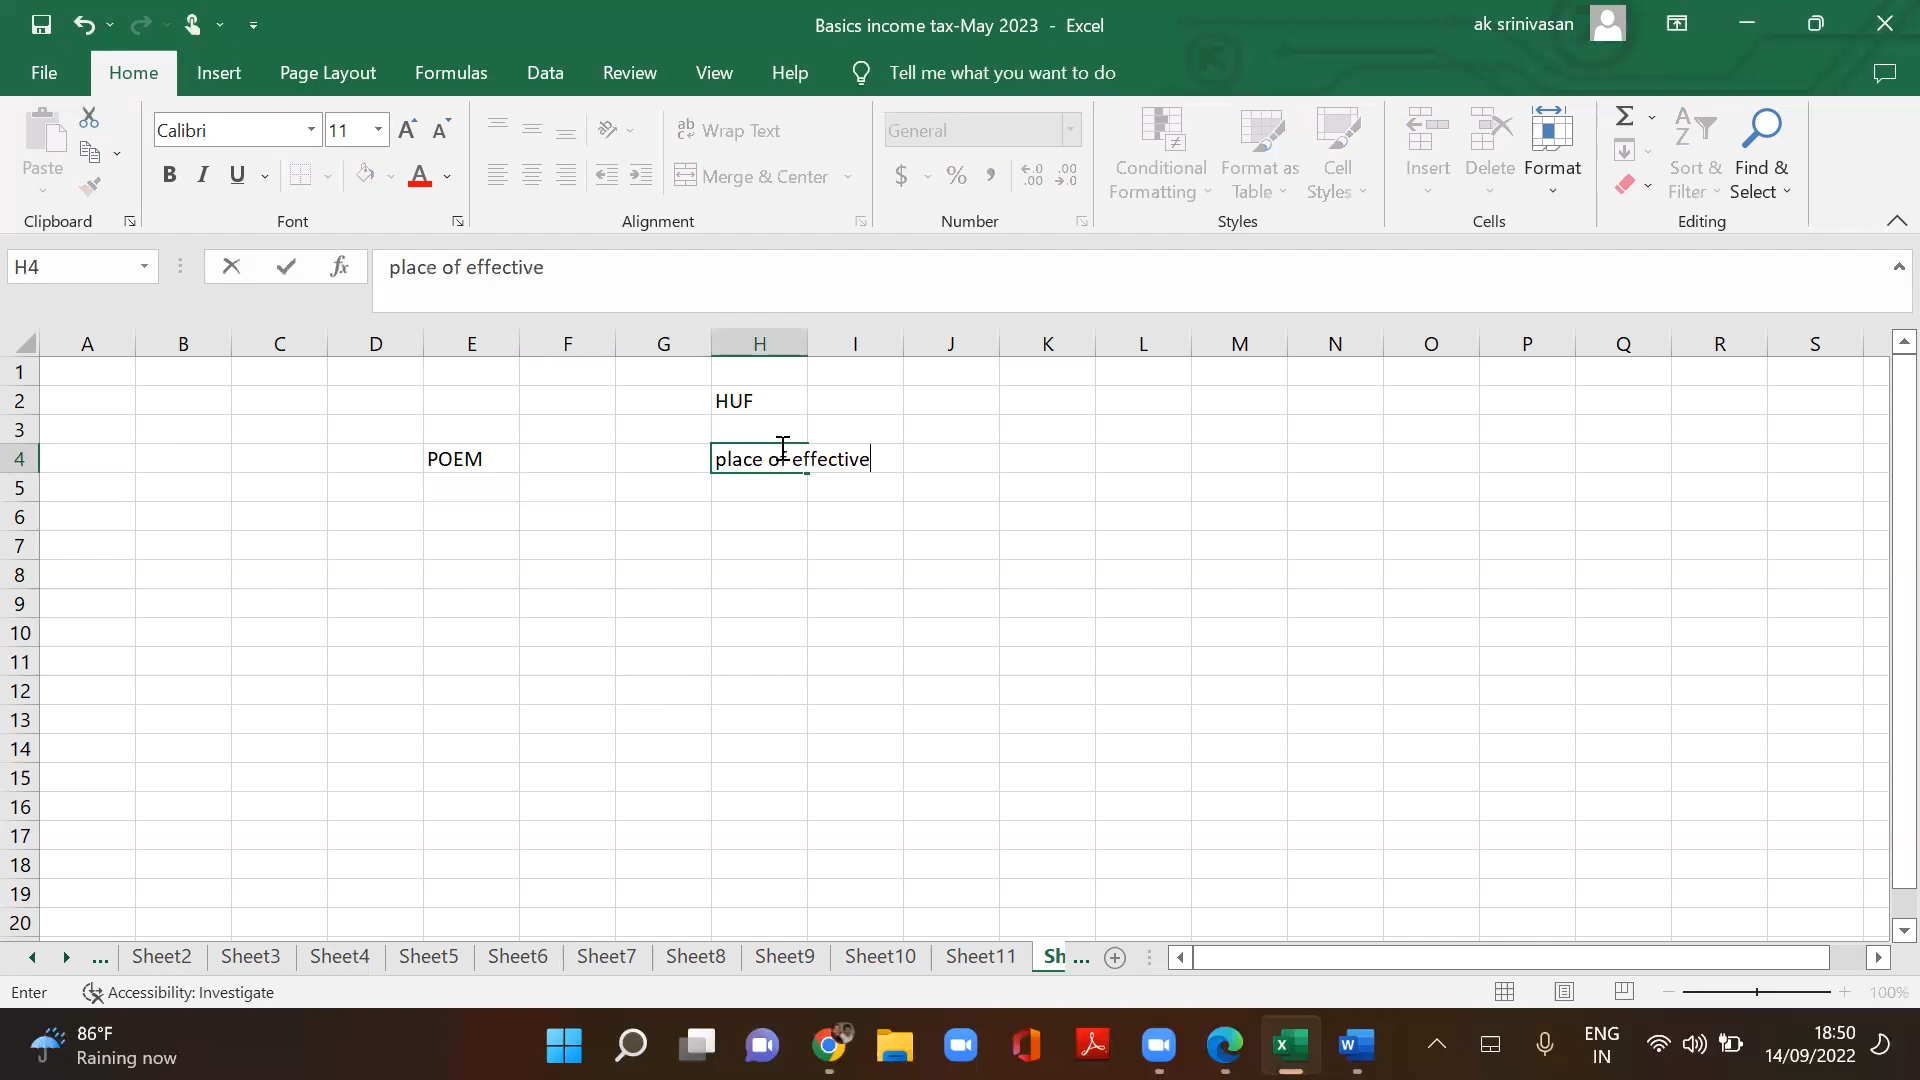 Basics income tax-May 2023 - Excel
ak srinivasan
File Home Insert Page Layout Formulas Data Review View Help Tell me what you want to do
Paste
Clipboard
Calibri 11
B I U A
Font
ab Wrap Text
Merge & Center
Alignment
General
$ % ,
Number
Conditional Formatting
Format as Table
Cell Styles
Styles
Insert Delete Format
Cells
Sort & Filter
Find & Select
Editing
H4
fx
place of effective
A B C D E F G H I J K L M N O P Q R S
1
2 HUF
3
4 POEM place of effective
5
6
7
8
9
10
11
12
13
14
15
16
17
18
19
20
... Sheet2 Sheet3 Sheet4 Sheet5 Sheet6 Sheet7 Sheet8 Sheet9 Sheet10 Sheet11 Sh ...
Enter Accessibility: Investigate 100%
86°F
Raining now
ENG
IN
18:50
14/09/2022